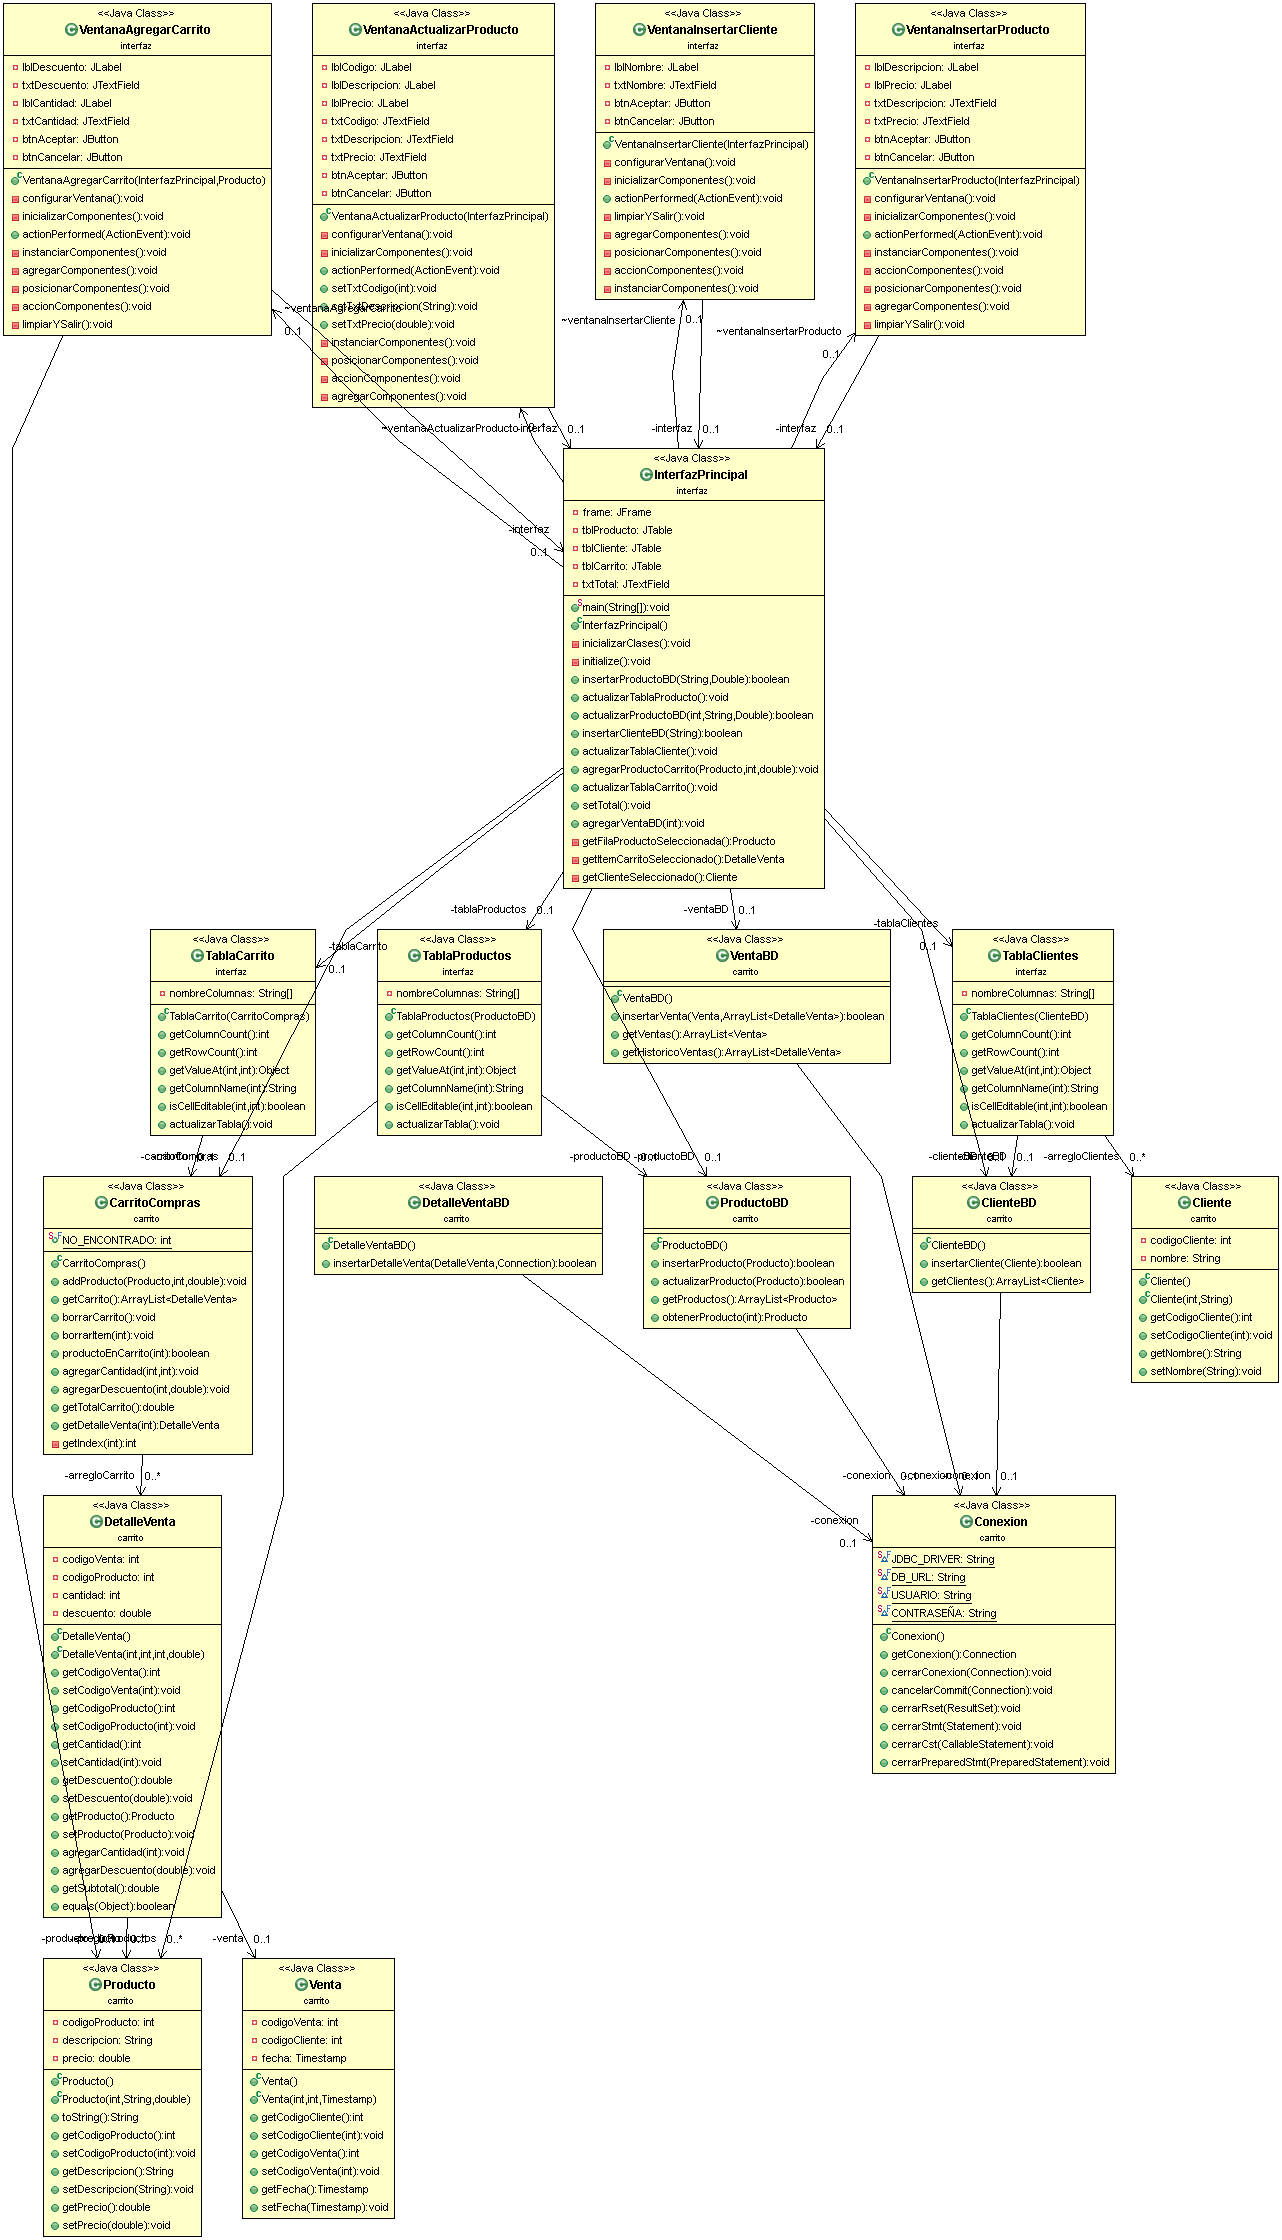 <<Java Class>>
VentanaAgregarCarrito
interfaz
lblDescuento: JLabel
txtDescuento: JTextField
lblCantidad: JLabel
txtCantidad: JTextField
btnAceptar: JButton
btnCancelar: JButton
VentanaAgregarCarrito(InterfazPrincipal,Producto)
configurarVentana():void
inicializarComponentes():void
actionPerformed(ActionEvent):void
instanciarComponentes():void
agregarComponentes():void
posicionarComponentes():void
accionComponentes():void
limpiarYSalir():void
<<Java Class>>
VentanaActualizarProducto
interfaz
lblCodigo: JLabel
lblDescripcion: JLabel
lblPrecio: JLabel
txtCodigo: JTextField
txtDescripcion: JTextField
txtPrecio: JTextField
btnAceptar: JButton
btnCancelar: JButton
VentanaActualizarProducto(InterfazPrincipal)
configurarVentana():void
inicializarComponentes():void
actionPerformed(ActionEvent):void
setTxtCodigo(int):void
setTxtDescripcion(String):void
setTxtPrecio(double):void
instanciarComponentes():void
posicionarComponentes():void
accionComponentes():void
agregarComponentes():void
<<Java Class>>
VentanaInsertarCliente
interfaz
lblNombre: JLabel
txtNombre: JTextField
btnAceptar: JButton
btnCancelar: JButton
VentanaInsertarCliente(InterfazPrincipal)
configurarVentana():void
inicializarComponentes():void
actionPerformed(ActionEvent):void
limpiarYSalir():void
agregarComponentes():void
posicionarComponentes():void
accionComponentes():void
instanciarComponentes():void
<<Java Class>>
VentanaInsertarProducto
interfaz
lblDescripcion: JLabel
lblPrecio: JLabel
txtDescripcion: JTextField
txtPrecio: JTextField
btnAceptar: JButton
btnCancelar: JButton
VentanaInsertarProducto(InterfazPrincipal)
configurarVentana():void
inicializarComponentes():void
actionPerformed(ActionEvent):void
instanciarComponentes():void
accionComponentes():void
posicionarComponentes():void
agregarComponentes():void
limpiarYSalir():void
~ventanaAgregarCarrito
0..1
~ventanaInsertarCliente
0..1
~ventanaInsertarProducto
0..1
~ventanaActualizarProducto
0..1
-interfaz
0..1
-interfaz
0..1
-interfaz
0..1
-interfaz
0..1
<<Java Class>>
InterfazPrincipal
interfaz
frame: JFrame
tblProducto: JTable
tblCliente: JTable
tblCarrito: JTable
txtTotal: JTextField
main(String[]):void
InterfazPrincipal()
inicializarClases():void
initialize():void
insertarProductoBD(String,Double):boolean
actualizarTablaProducto():void
actualizarProductoBD(int,String,Double):boolean
insertarClienteBD(String):boolean
actualizarTablaCliente():void
agregarProductoCarrito(Producto,int,double):void
actualizarTablaCarrito():void
setTotal():void
agregarVentaBD(int):void
getFilaProductoSeleccionada():Producto
getItemCarritoSeleccionado():DetalleVenta
getClienteSeleccionado():Cliente
-tablaCarrito
0..1
-tablaProductos
0..1
-ventaBD
0..1
-tablaClientes
0..1
<<Java Class>>
TablaCarrito
interfaz
nombreColumnas: String[]
TablaCarrito(CarritoCompras)
getColumnCount():int
getRowCount():int
getValueAt(int,int):Object
getColumnName(int):String
isCellEditable(int,int):boolean
actualizarTabla():void
<<Java Class>>
TablaProductos
interfaz
nombreColumnas: String[]
TablaProductos(ProductoBD)
getColumnCount():int
getRowCount():int
getValueAt(int,int):Object
getColumnName(int):String
isCellEditable(int,int):boolean
actualizarTabla():void
<<Java Class>>
VentaBD
carrito
VentaBD()
insertarVenta(Venta,ArrayList<DetalleVenta>):boolean
getVentas():ArrayList<Venta>
getHistoricoVentas():ArrayList<DetalleVenta>
<<Java Class>>
TablaClientes
interfaz
nombreColumnas: String[]
TablaClientes(ClienteBD)
getColumnCount():int
getRowCount():int
getValueAt(int,int):Object
getColumnName(int):String
isCellEditable(int,int):boolean
actualizarTabla():void
0..1
-productoBD
-productoBD
0..1
0..1
-arregloClientes
0..*
<<Java Class>>
CarritoCompras
carrito
NO_ENCONTRADO: int
CarritoCompras()
addProducto(Producto,int,double):void
getCarrito():ArrayList<DetalleVenta>
borrarCarrito():void
borrarItem(int):void
productoEnCarrito(int):boolean
agregarCantidad(int,int):void
agregarDescuento(int,double):void
getTotalCarrito():double
getDetalleVenta(int):DetalleVenta
getIndex(int):int
<<Java Class>>
DetalleVentaBD
carrito
DetalleVentaBD()
insertarDetalleVenta(DetalleVenta,Connection):boolean
<<Java Class>>
ProductoBD
carrito
ProductoBD()
insertarProducto(Producto):boolean
actualizarProducto(Producto):boolean
getProductos():ArrayList<Producto>
obtenerProducto(int):Producto
<<Java Class>>
ClienteBD
carrito
ClienteBD()
insertarCliente(Cliente):boolean
getClientes():ArrayList<Cliente>
<<Java Class>>
Cliente
carrito
codigoCliente: int
nombre: String
Cliente()
Cliente(int,String)
getCodigoCliente():int
setCodigoCliente(int):void
getNombre():String
setNombre(String):void
-arregloCarrito
0..*
-conexion
-conexion
0..1
-conexion
0..1
<<Java Class>>
DetalleVenta
carrito
codigoVenta: int
codigoProducto: int
cantidad: int
descuento: double
DetalleVenta()
DetalleVenta(int,int,int,double)
getCodigoVenta():int
setCodigoVenta(int):void
getCodigoProducto():int
setCodigoProducto(int):void
getCantidad():int
setCantidad(int):void
getDescuento():double
setDescuento(double):void
getProducto():Producto
setProducto(Producto):void
agregarCantidad(int):void
agregarDescuento(double):void
getSubtotal():double
equals(Object):boolean
<<Java Class>>
Conexion
carrito
JDBC_DRIVER: String
DB_URL: String
USUARIO: String
CONTRASEÑA: String
Conexion()
getConexion():Connection
cerrarConexion(Connection):void
cancelarCommit(Connection):void
cerrarRset(ResultSet):void
cerrarStmt(Statement):void
cerrarCst(CallableStatement):void
cerrarPreparedStmt(PreparedStatement):void
0..*
-venta
0..1
<<Java Class>>
Producto
carrito
codigoProducto: int
descripcion: String
precio: double
Producto()
Producto(int,String,double)
toString():String
getCodigoProducto():int
setCodigoProducto(int):void
getDescripcion():String
setDescripcion(String):void
getPrecio():double
setPrecio(double):void
<<Java Class>>
Venta
carrito
codigoVenta: int
codigoCliente: int
fecha: Timestamp
Venta()
Venta(int,int,Timestamp)
getCodigoCliente():int
setCodigoCliente(int):void
getCodigoVenta():int
setCodigoVenta(int):void
getFecha():Timestamp
setFecha(Timestamp):void